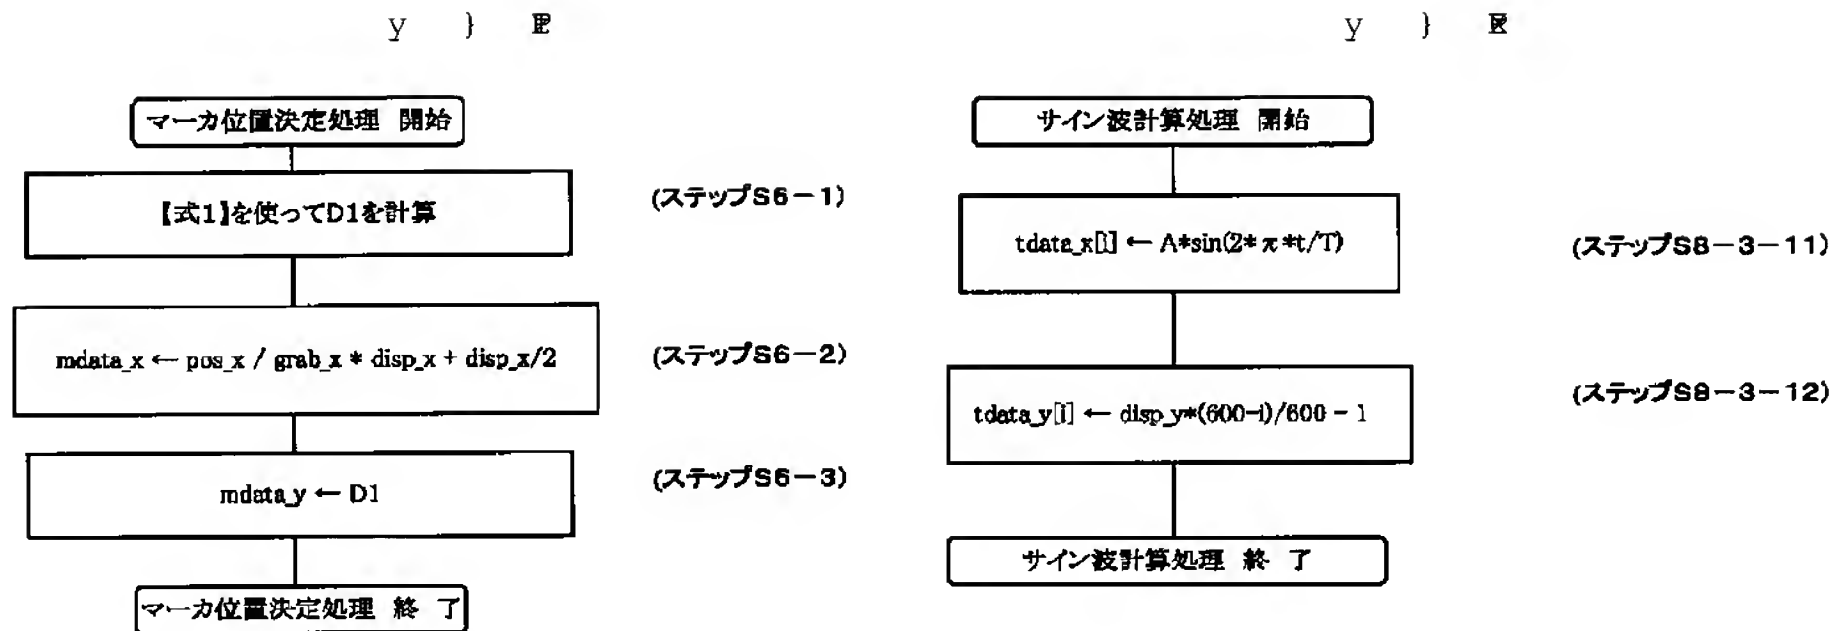 y }
マーカ位置決定処理 開始
【式1】を使ってD1を計算
(ステップS6-1)
mdata_x ← pos_x / grab_x * disp_x + disp_x/2
(ステップS6-2)
mdata_y ← D1
(ステップS6-3)
マーカ位置決定処理 終 了
y }
サイン波計算処理 開始
tdata_x[i] ← A*sin(2*π*t/T)
(ステップS8-3-11)
tdata_y[i] ← disp_y*(600-i)/600 - 1
(ステップS8-3-12)
サイン波計算処理 終 了